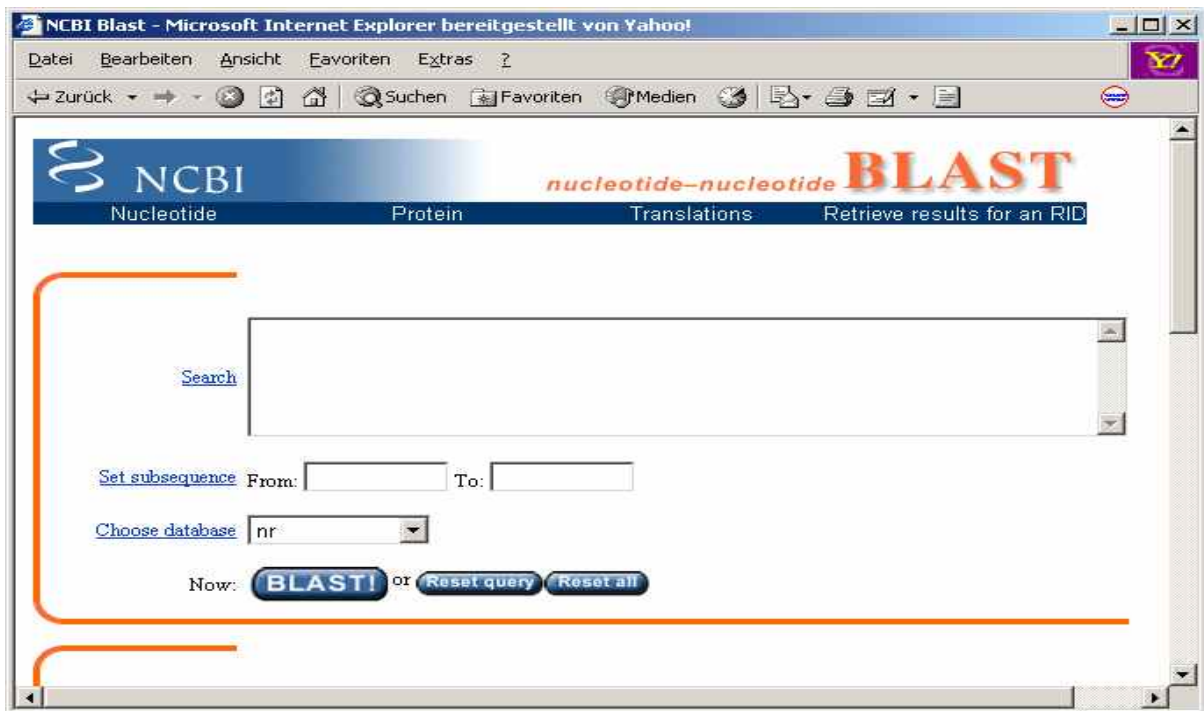 NCBI Blast - Microsoft Internet Explorer bereitgestellt von Yahoo!
Datei Bearbeiten Ansicht Favoriten Extras ?
Y!
Zurück Suchen Favoriten Medien
NCBI nucleotide-nucleotide BLAST
Nucleotide Protein Translations Retrieve results for an RID
Search
Set subsequence From: To:
Choose database nr
Now: BLAST! or Reset query Reset all